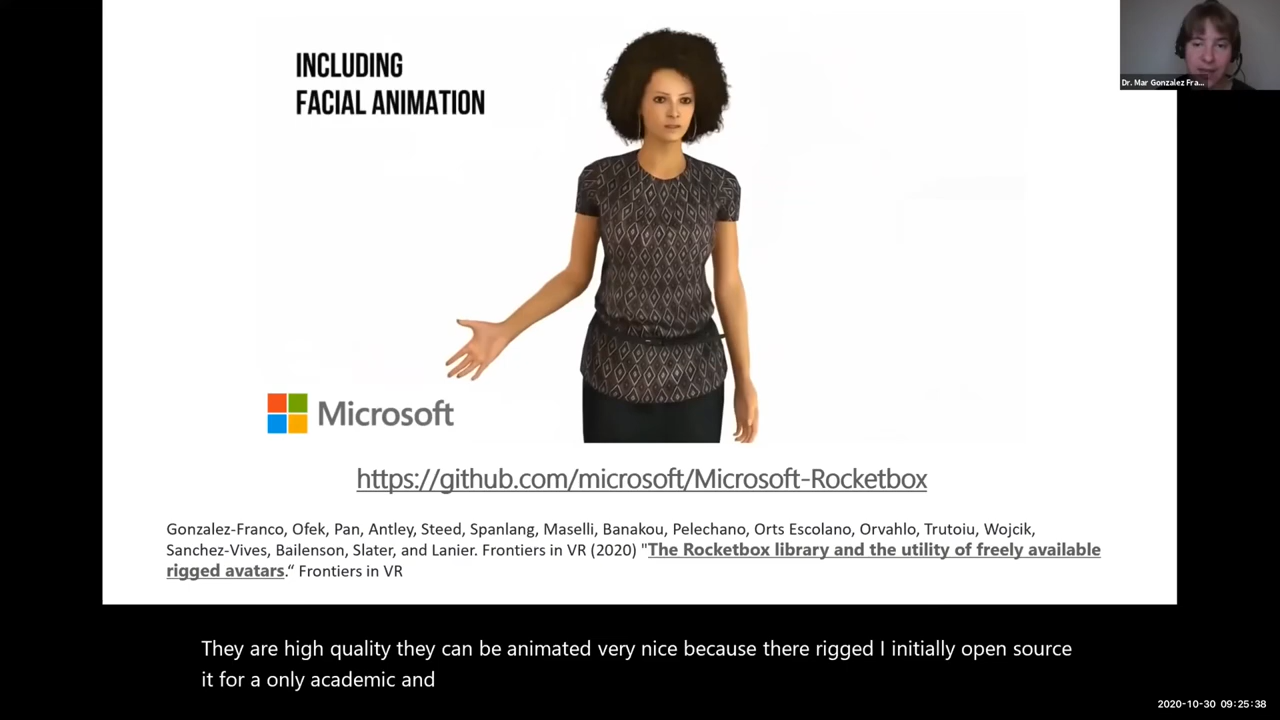 INCLUDING
FACIAL ANIMATION
Dr. Mar Gonzalez Fra...
Microsoft
https://github.com/microsoft/Microsoft-Rocketbox
Gonzalez-Franco, Ofek, Pan, Antley, Steed, Spanlang, Maselli, Banakou, Pelechano, Orts Escolano, Orvahlo, Trutoiu, Wojcik,
Sanchez-Vives, Bailenson, Slater, and Lanier. Frontiers in VR (2020) "The Rocketbox library and the utility of freely available
rigged avatars.“ Frontiers in VR
They are high quality they can be animated very nice because there rigged I initially open source
it for a only academic and
2020-10-30 09:25:38